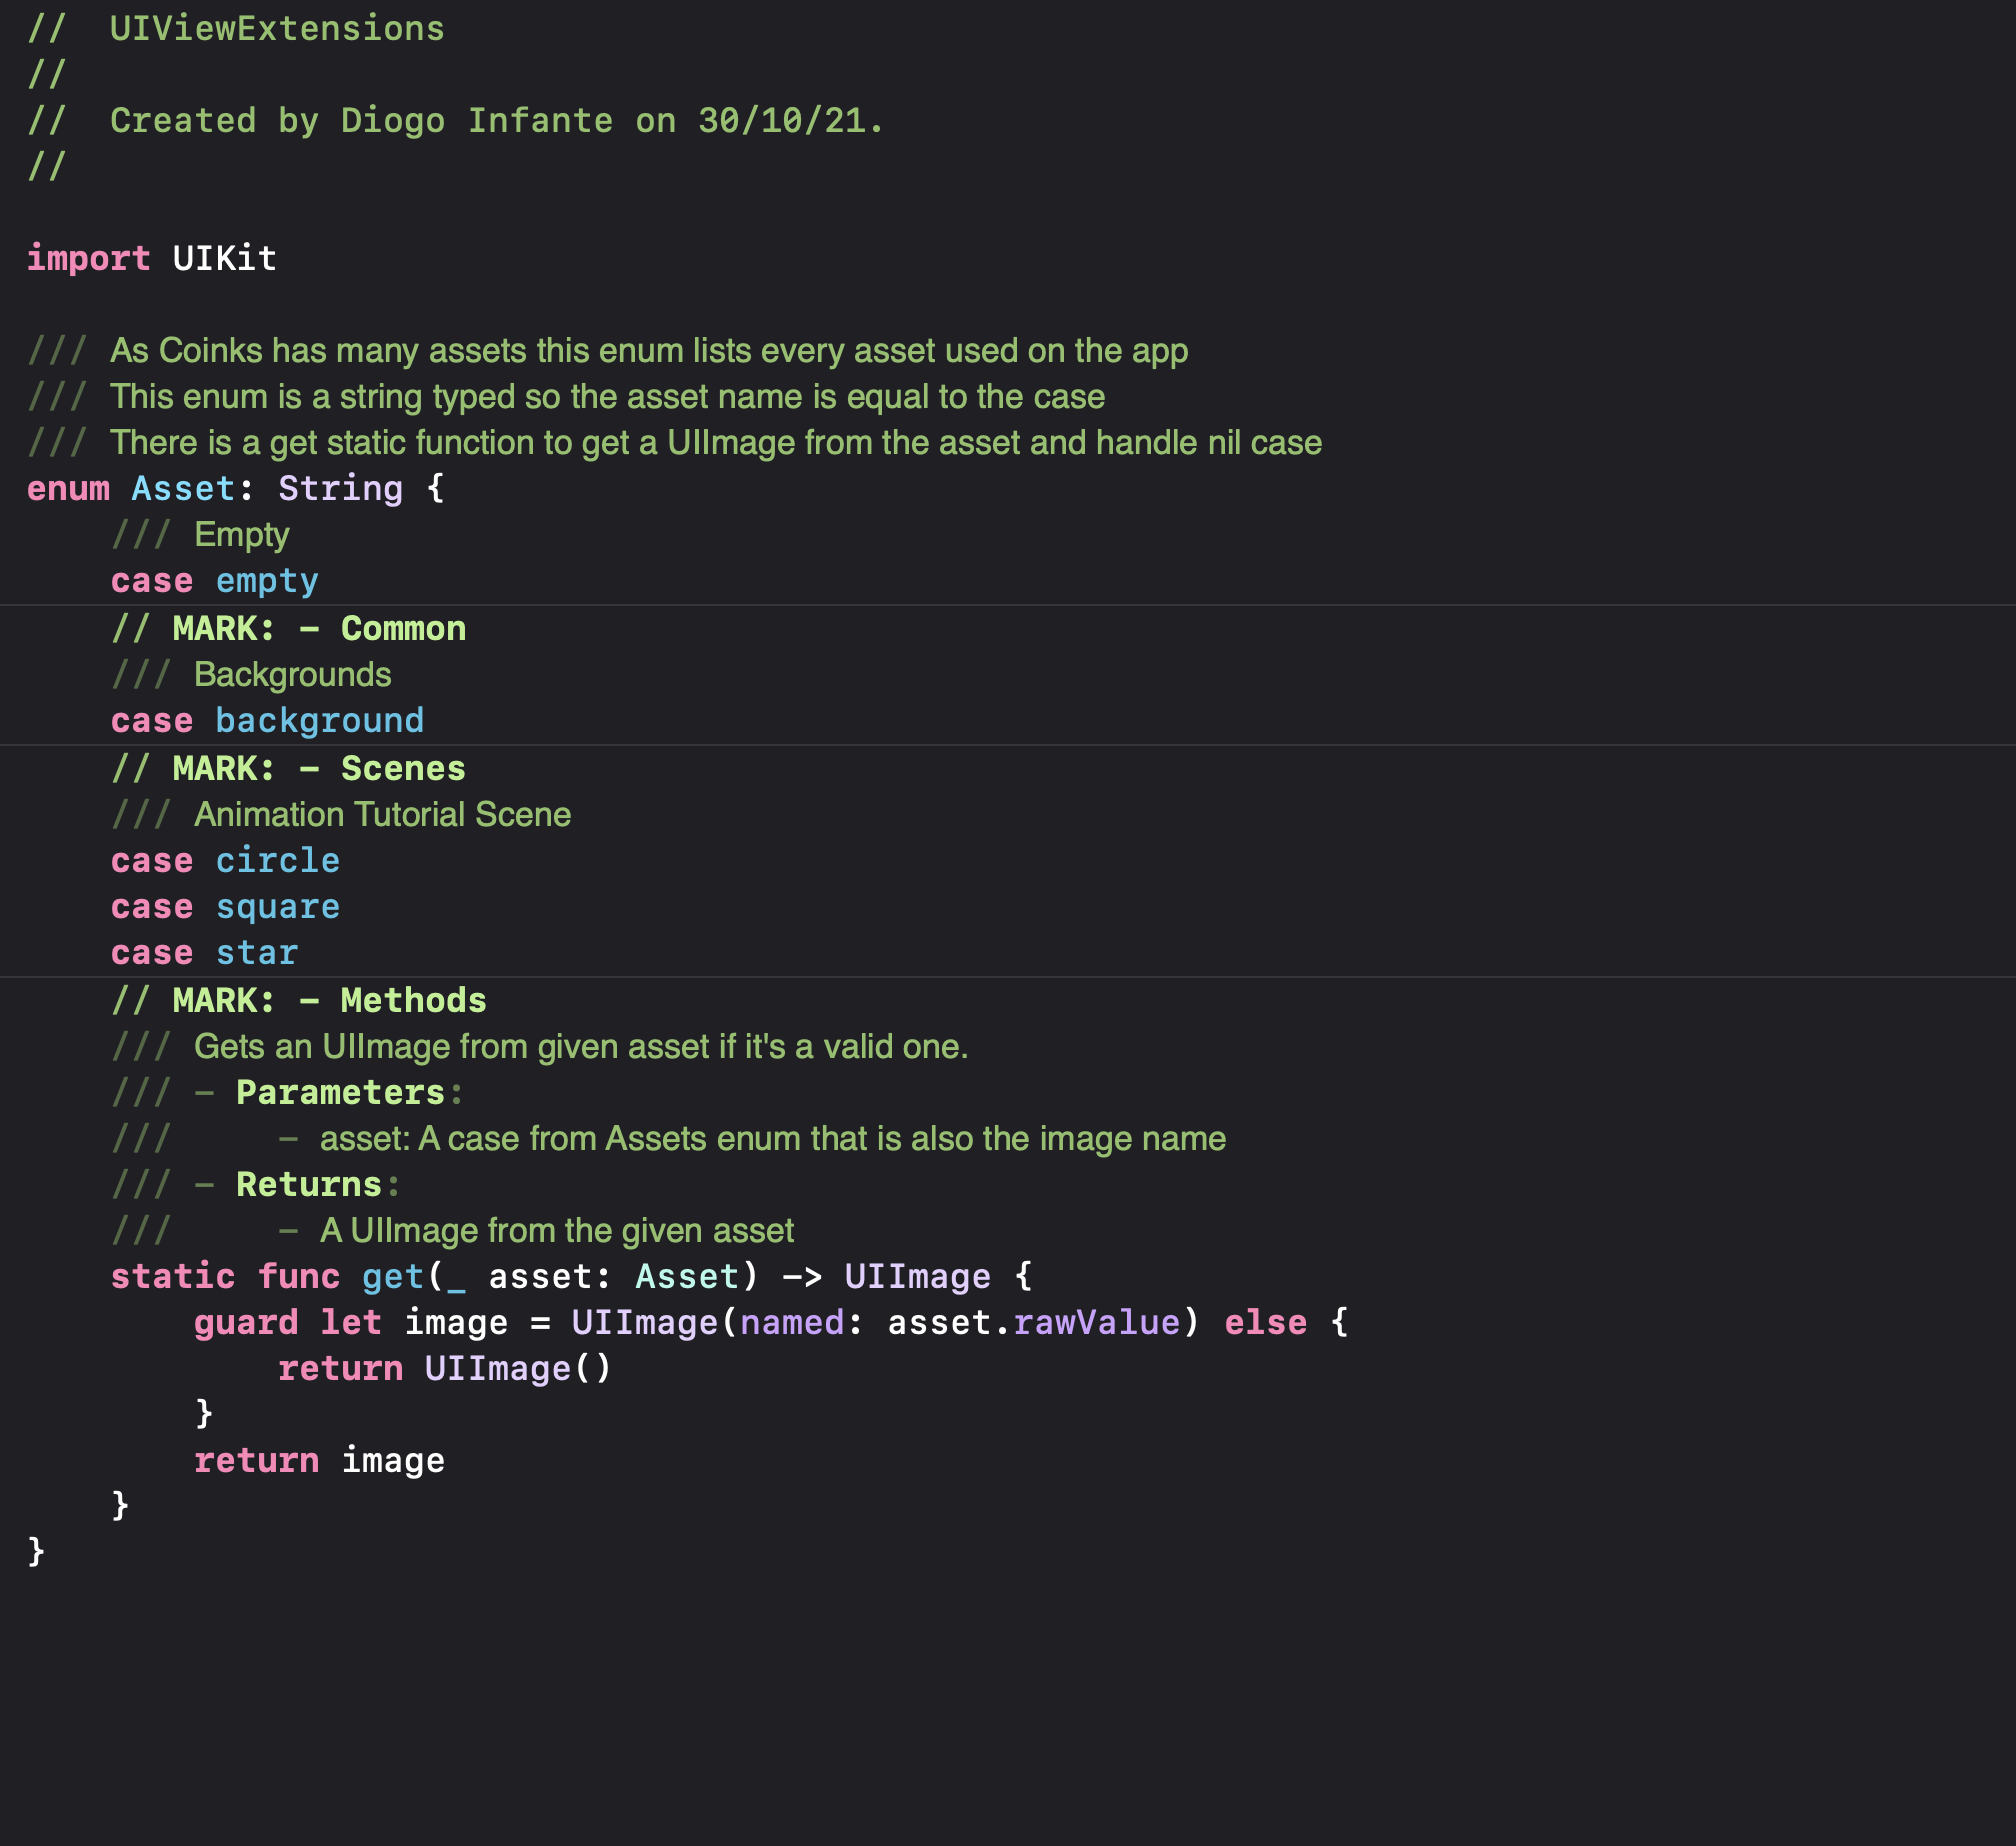 //  UIViewExtensions
//
//  Created by Diogo Infante on 30/10/21.
//
import UIKit
/// As Coinks has many assets this enum lists every asset used on the app
/// This enum is a string typed so the asset name is equal to the case
/// There is a get static function to get a UIImage from the asset and handle nil case
enum Asset: String {
    /// Empty
    case empty
    // MARK: - Common
    /// Backgrounds
    case background
    // MARK: - Scenes
    /// Animation Tutorial Scene
    case circle
    case square
    case star
    // MARK: - Methods
    /// Gets an UIImage from given asset if it's a valid one.
    /// - Parameters:
    ///     - asset: A case from Assets enum that is also the image name
    /// - Returns:
    ///     - A UIImage from the given asset
    static func get(_ asset: Asset) -> UIImage {
        guard let image = UIImage(named: asset.rawValue) else {
            return UIImage()
        }
        return image
    }
}